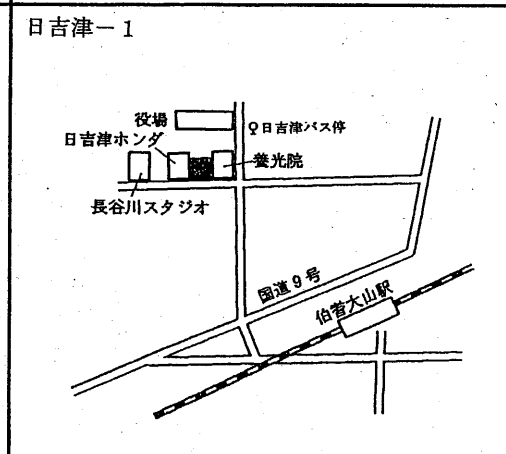 日吉津－1
役場
日吉津バス停
日吉津ホンダ
養光院
長谷川スタジオ
国道9号
伯耆大山駅